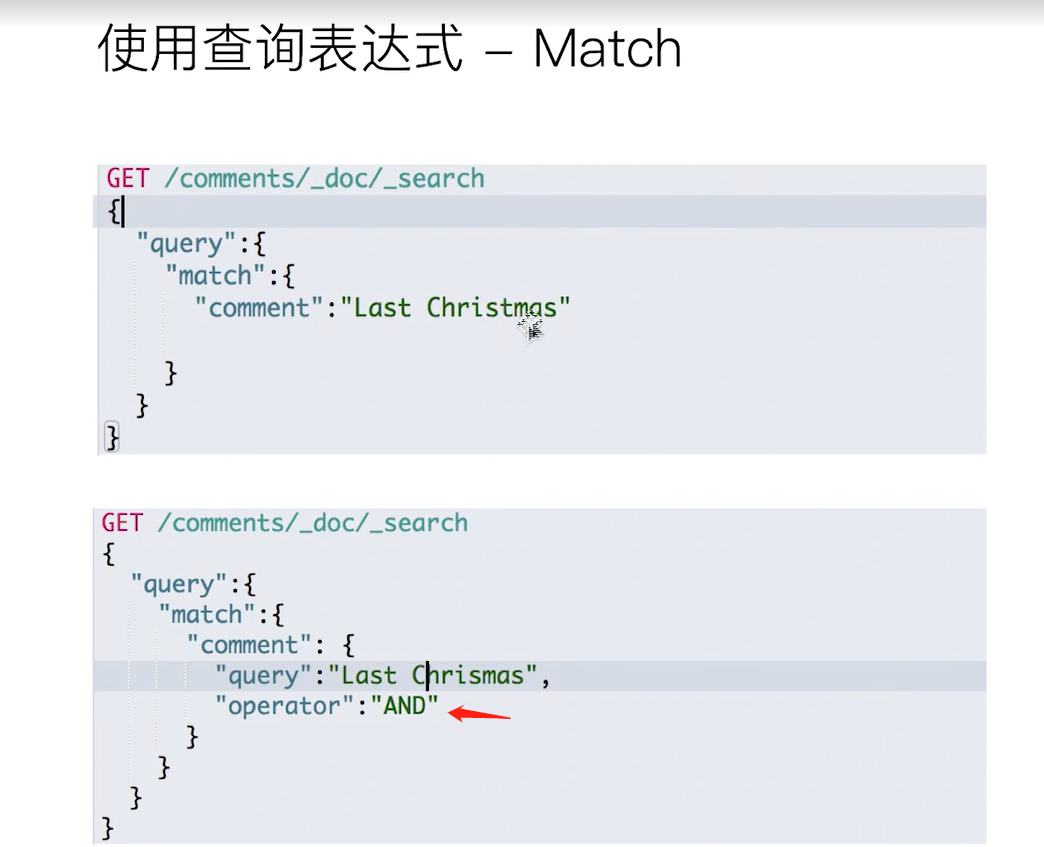 使用查询表达式 – Match
GET /comments/_doc/_search
{
"query":{
"match":{
"comment":"Last Christmas"
}
}
}
GET /comments/_doc/_search
{
"query":{
"match":{
"comment": {
"query":"Last Chrismas",
"operator":"AND"
}
}
}
}